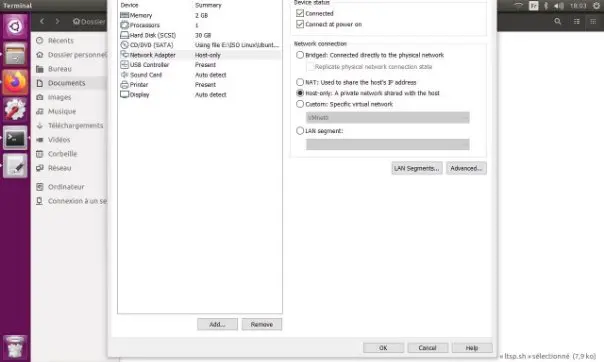 Terminal
Fr
18:03
Dossier
Récents
Dossier personnel
Bureau
Documents
Images
Musique
Téléchargements
Vidéos
Corbeille
Réseau
Ordinateur
Connexion à un se
Device Summary
Memory 2 GB
Processors 1
Hard Disk (SCSI) 30 GB
CD/DVD (SATA) Using file E:\ISO Linux\Ubunt...
Network Adapter Host-only
USB Controller Present
Sound Card Auto detect
Printer Present
Display Auto detect
Add...
Remove
Device status
Connected
Connect at power on
Network connection
Bridged: Connected directly to the physical network
Replicate physical network connection state
NAT: Used to share the host's IP address
Host-only: A private network shared with the host
Custom: Specific virtual network
VMnet0
LAN segment:
LAN Segments...
Advanced...
OK
Cancel
Help
« ltsp.sh » sélectionné (7,9 ko)